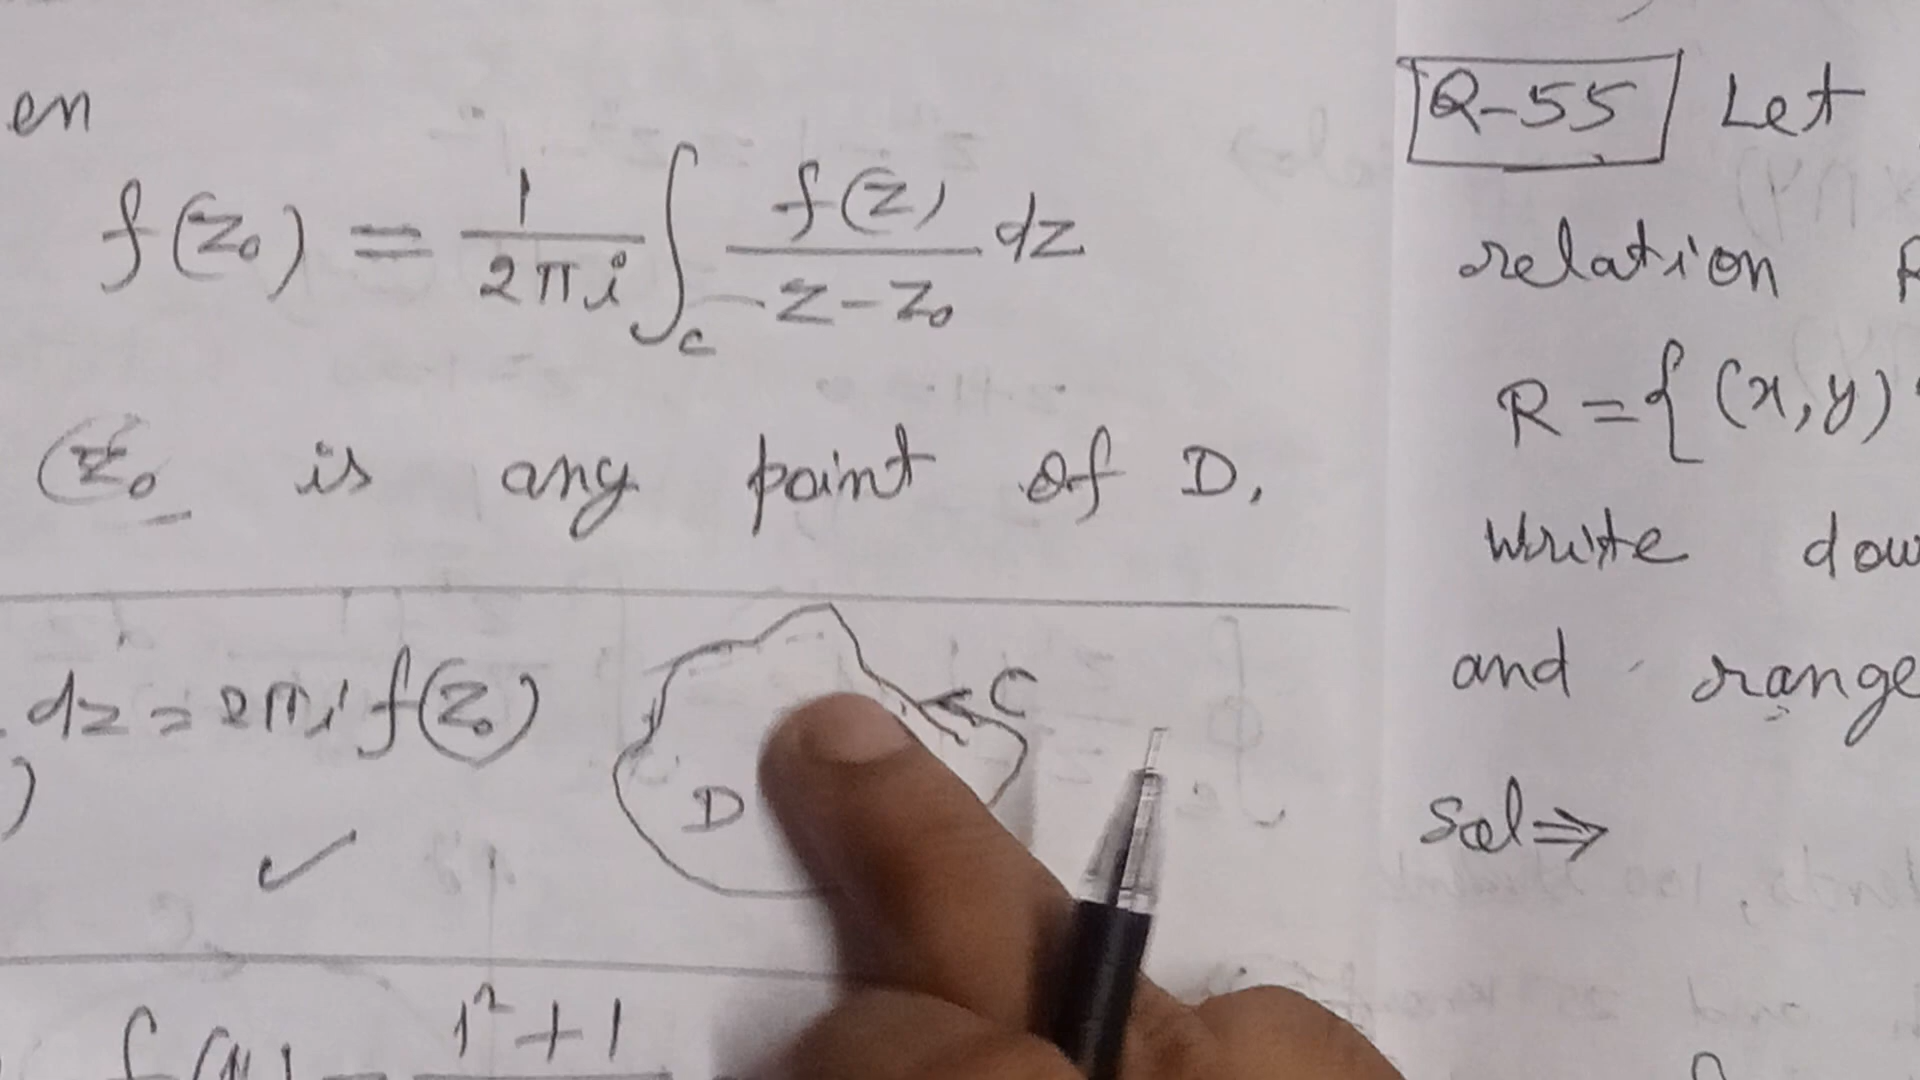 en
f(z₀) = 1/2πi ∫_C f(z)/z-z₀ dz
z₀ is any point of D.
dz = 2πi f(z₀)
)
C
D
1²+1
Q-55 Let
relation
R = { (x,y)
write
and range
Sol⇒